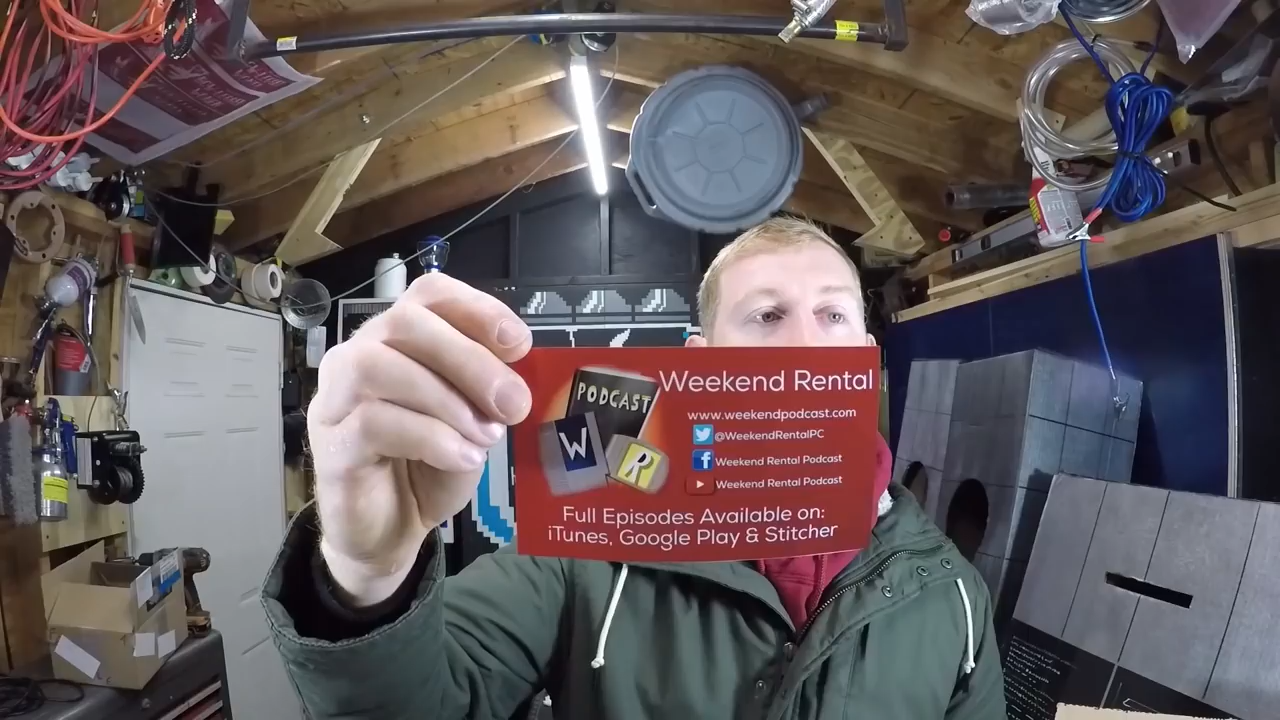 PODCAST
W
R
Weekend Rental
www.weekendpodcast.com
@WeekendRentalPC
Weekend Rental Podcast
Weekend Rental Podcast
Full Episodes Available on:
iTunes, Google Play & Stitcher